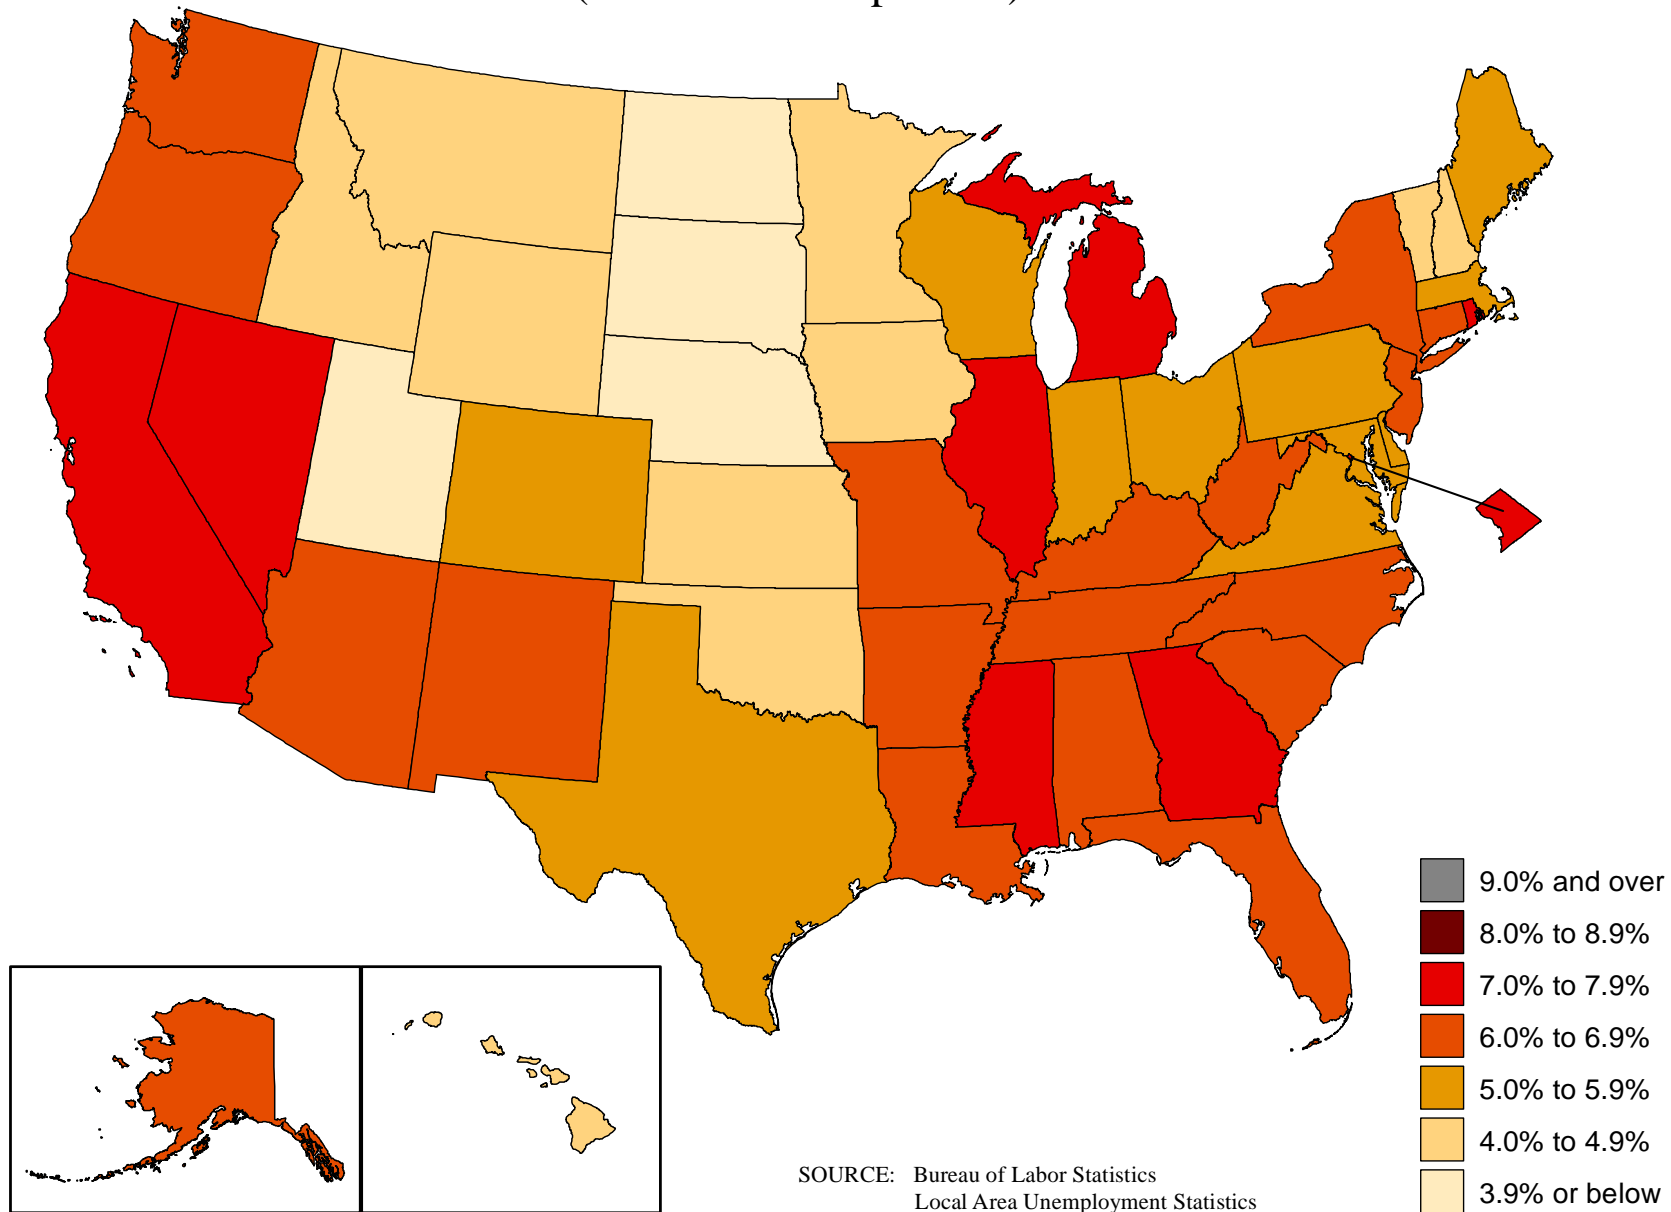 9.0% and over
8.0% to 8.9%
7.0% to 7.9%
6.0% to 6.9%
5.0% to 5.9%
4.0% to 4.9%
3.9% or below
SOURCE: Bureau of Labor Statistics
Local Area Unemployment Statistics